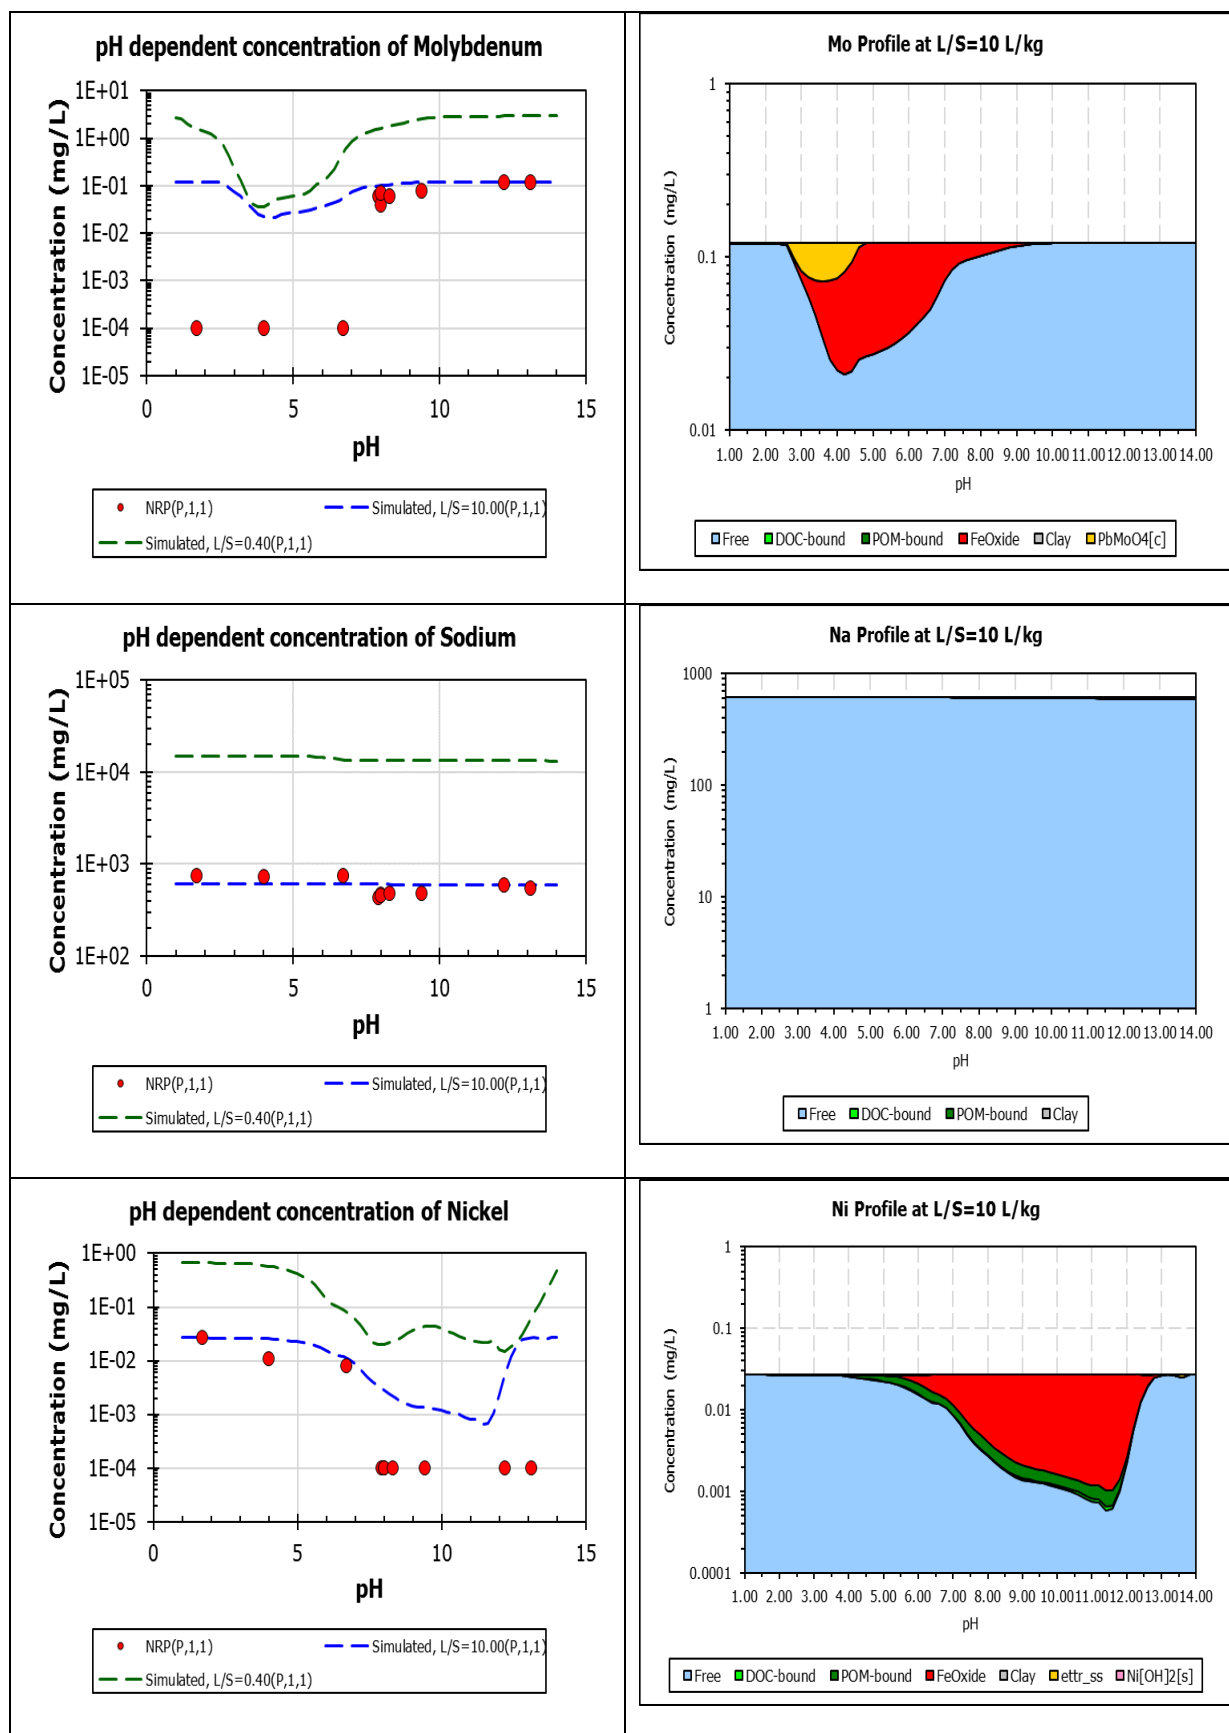 pH dependent concentration of Molybdenum
Concentration (mg/L)
1E+01
1E+00
1E-01
1E-02
1E-03
1E-04
1E-05
0 5 10 15
pH
NRP(P,1,1) Simulated, L/S=10.00(P,1,1)
Simulated, L/S=0.40(P,1,1)
Mo Profile at L/S=10 L/kg
Concentration (mg/L)
1
0.1
0.01
1.00 2.00 3.00 4.00 5.00 6.00 7.00 8.00 9.00 10.00 11.00 12.00 13.00 14.00
pH
Free DOC-bound POM-bound FeOxide Clay PbMoO4[c]
pH dependent concentration of Sodium
Concentration (mg/L)
1E+05
1E+04
1E+03
1E+02
0 5 10 15
pH
NRP(P,1,1) Simulated, L/S=10.00(P,1,1)
Simulated, L/S=0.40(P,1,1)
Na Profile at L/S=10 L/kg
Concentration (mg/L)
1000
100
10
1
1.00 2.00 3.00 4.00 5.00 6.00 7.00 8.00 9.00 10.00 11.00 12.00 13.00 14.00
pH
Free DOC-bound POM-bound Clay
pH dependent concentration of Nickel
Concentration (mg/L)
1E+00
1E-01
1E-02
1E-03
1E-04
1E-05
0 5 10 15
pH
NRP(P,1,1) Simulated, L/S=10.00(P,1,1)
Simulated, L/S=0.40(P,1,1)
Ni Profile at L/S=10 L/kg
Concentration (mg/L)
1
0.1
0.01
0.001
0.0001
1.00 2.00 3.00 4.00 5.00 6.00 7.00 8.00 9.00 10.00 11.00 12.00 13.00 14.00
pH
Free DOC-bound POM-bound FeOxide Clay ettr_ss Ni[OH]2[s]